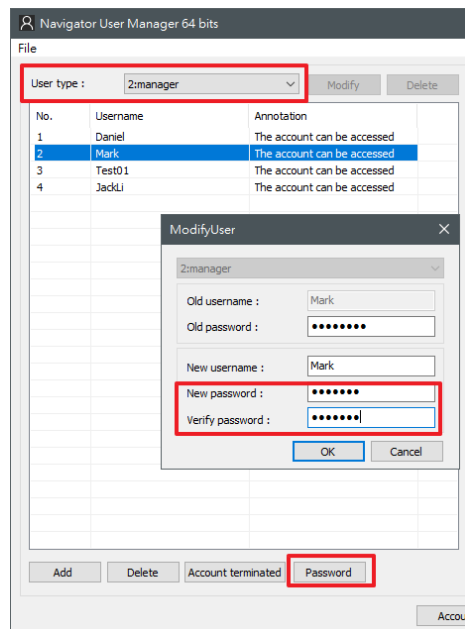 Navigator User Manager 64 bits
File
User type : 2:manager Modify Delete
No. Username Annotation
1 Daniel The account can be accessed
2 Mark The account can be accessed
3 Test01 The account can be accessed
4 JackLi The account can be accessed
ModifyUser
2:manager
Old username : Mark
Old password : ••••••••
New username : Mark
New password : •••••••
Verify password : •••••••
OK Cancel
Add Delete Account terminated Password
Accou